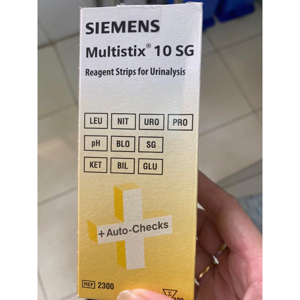 SIEMENS
Multistix® 10 SG
Reagent Strips for Urinalysis
LEU NIT URO PRO
pH BLO SG
KET BIL GLU
+Auto-Checks
REF 2300